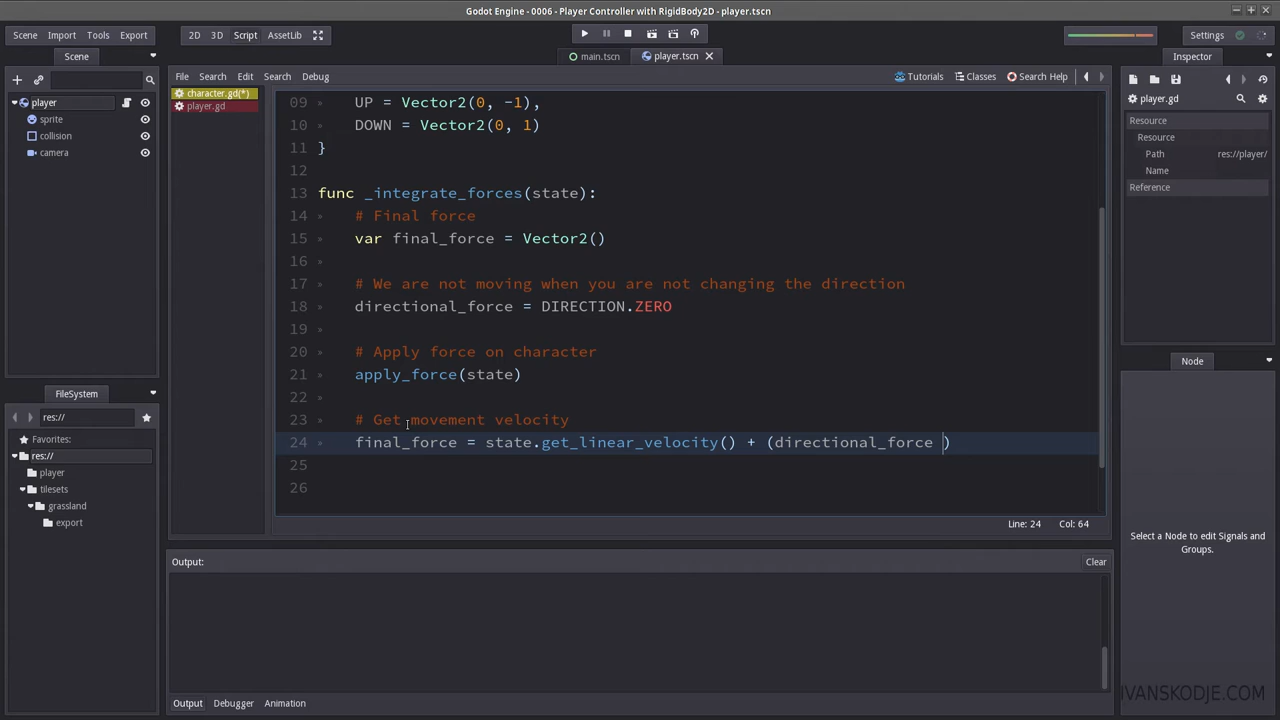 Godot Engine - 0006 - Player Controller with RigidBody2D - player.tscn
Scene Import Tools Export 2D 3D Script AssetLib Settings
Scene main.tscn player.tscn Inspector
File Search Edit Search Debug Tutorials Classes Search Help
character.gd(*)
player.gd
player
sprite
collision
camera
09 UP = Vector2(0, -1),
10 DOWN = Vector2(0, 1)
11 }
12
13 func _integrate_forces(state):
14 # Final force
15 var final_force = Vector2()
16
17 # We are not moving when you are not changing the direction
18 directional_force = DIRECTION.ZERO
19
20 # Apply force on character
21 apply_force(state)
22
23 # Get movement velocity
24 final_force = state.get_linear_velocity() + (directional_force )
25
26
Line: 24 Col: 64
player.gd
Resource
Resource
Path res://player/
Name
Reference
Node
Select a Node to edit Signals and
Groups.
FileSystem
res://
Favorites:
res://
player
tilesets
grassland
export
Output: Clear
Output Debugger Animation
IVANSKODJE.COM